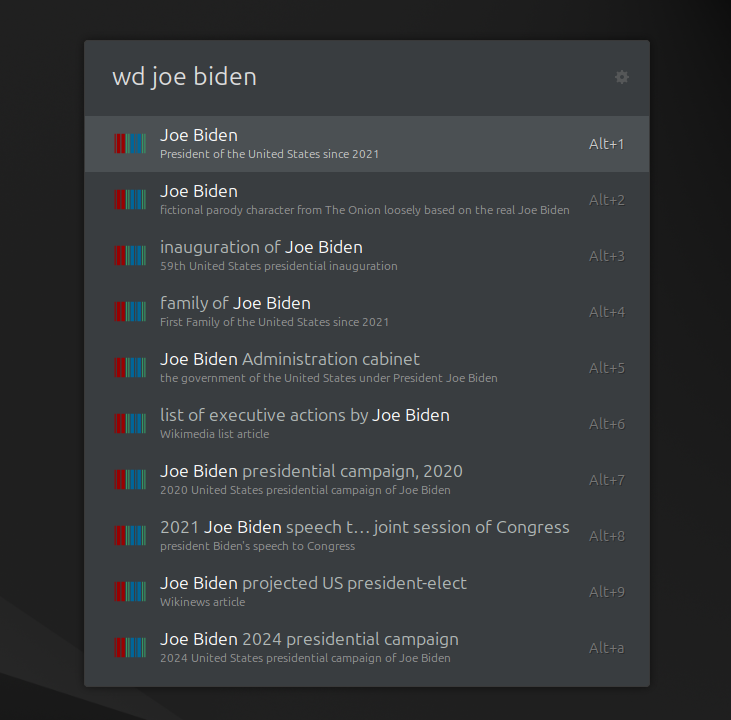 wd joe biden
Joe Biden
President of the United States since 2021
Alt+1
Joe Biden
fictional parody character from The Onion loosely based on the real Joe Biden
Alt+2
inauguration of Joe Biden
59th United States presidential inauguration
Alt+3
family of Joe Biden
First Family of the United States since 2021
Alt+4
Joe Biden Administration cabinet
the government of the United States under President Joe Biden
Alt+5
list of executive actions by Joe Biden
Wikimedia list article
Alt+6
Joe Biden presidential campaign, 2020
2020 United States presidential campaign of Joe Biden
Alt+7
2021 Joe Biden speech t… joint session of Congress
president Biden's speech to Congress
Alt+8
Joe Biden projected US president-elect
Wikinews article
Alt+9
Joe Biden 2024 presidential campaign
2024 United States presidential campaign of Joe Biden
Alt+a